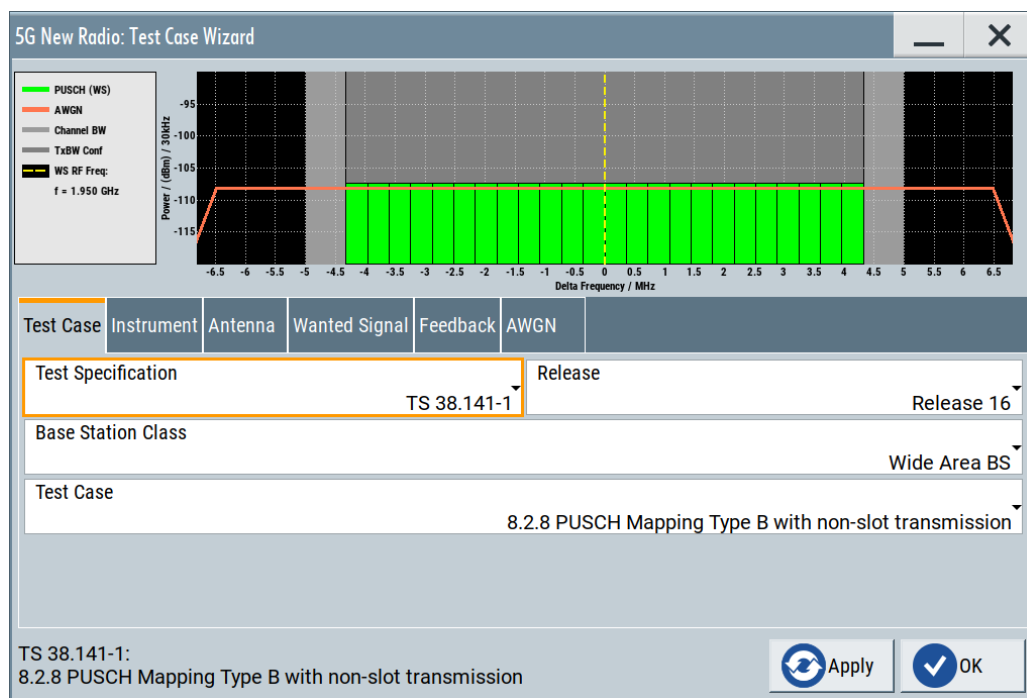 5G New Radio: Test Case Wizard
PUSCH (WS)
AWGN
Channel BW
TxBW Conf
WS RF Freq:
f = 1.950 GHz
Power / (dBm) / 30kHz
-95
-100
-105
-110
-115
-6.5 -6 -5.5 -5 -4.5 -4 -3.5 -3 -2.5 -2 -1.5 -1 -0.5 0 0.5 1 1.5 2 2.5 3 3.5 4 4.5 5 5.5 6 6.5
Delta Frequency / MHz
Test Case Instrument Antenna Wanted Signal Feedback AWGN
Test Specification
TS 38.141-1
Release
Release 16
Base Station Class
Wide Area BS
Test Case
8.2.8 PUSCH Mapping Type B with non-slot transmission
TS 38.141-1:
8.2.8 PUSCH Mapping Type B with non-slot transmission
Apply
OK